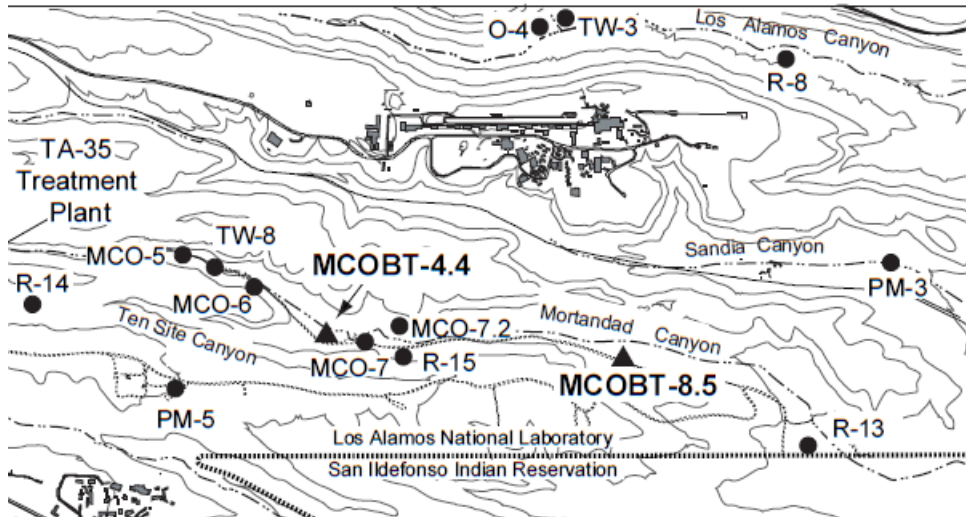 O-4
TW-3
Los Alamos Canyon
R-8
TA-35
Treatment
Plant
TW-8
MCO-5
MCOBT-4.4
Sandia Canyon
PM-3
R-14
MCO-6
Ten Site Canyon
MCO-7.2
Mortandad Canyon
MCO-7
R-15
MCOBT-8.5
PM-5
R-13
Los Alamos National Laboratory
San Ildefonso Indian Reservation